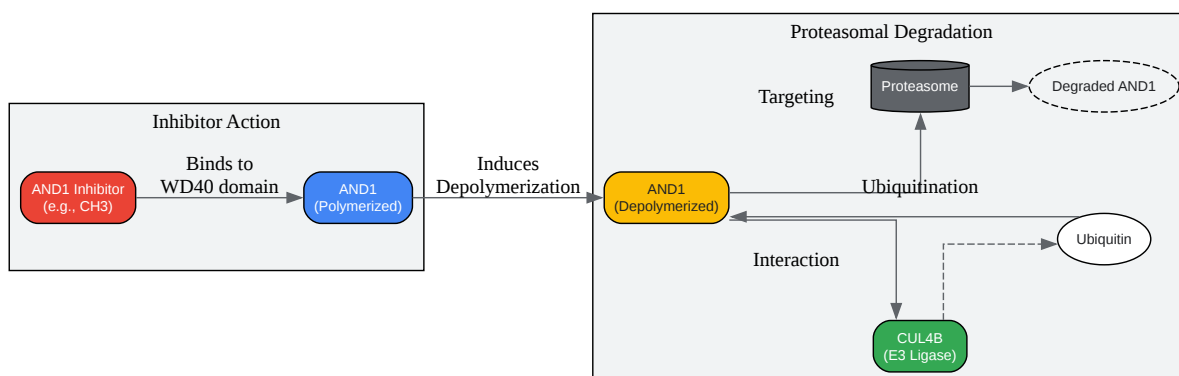 Inhibitor Action
AND1 Inhibitor
(e.g., CH3)
Binds to
WD40 domain
AND1
(Polymerized)
Induces
Depolymerization
Proteasomal Degradation
Targeting
Proteasome
Degraded AND1
AND1
(Depolymerized)
Ubiquitination
Interaction
Ubiquitin
CUL4B
(E3 Ligase)